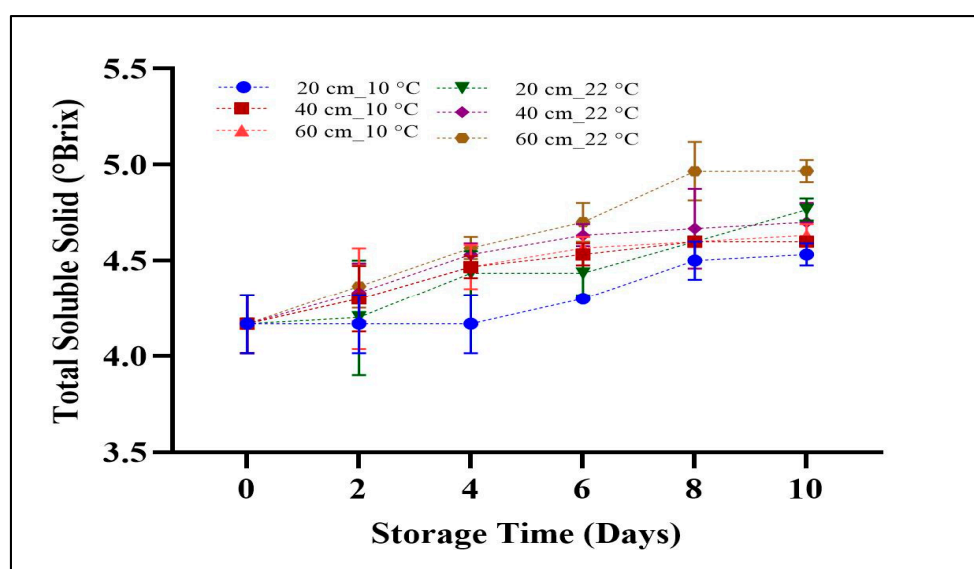 5.5
5.0
4.5
4.0
3.5
Total Soluble Solid (°Brix)
20 cm_10 °C
40 cm_10 °C
60 cm_10 °C
20 cm_22 °C
40 cm_22 °C
60 cm_22 °C
0 2 4 6 8 10
Storage Time (Days)